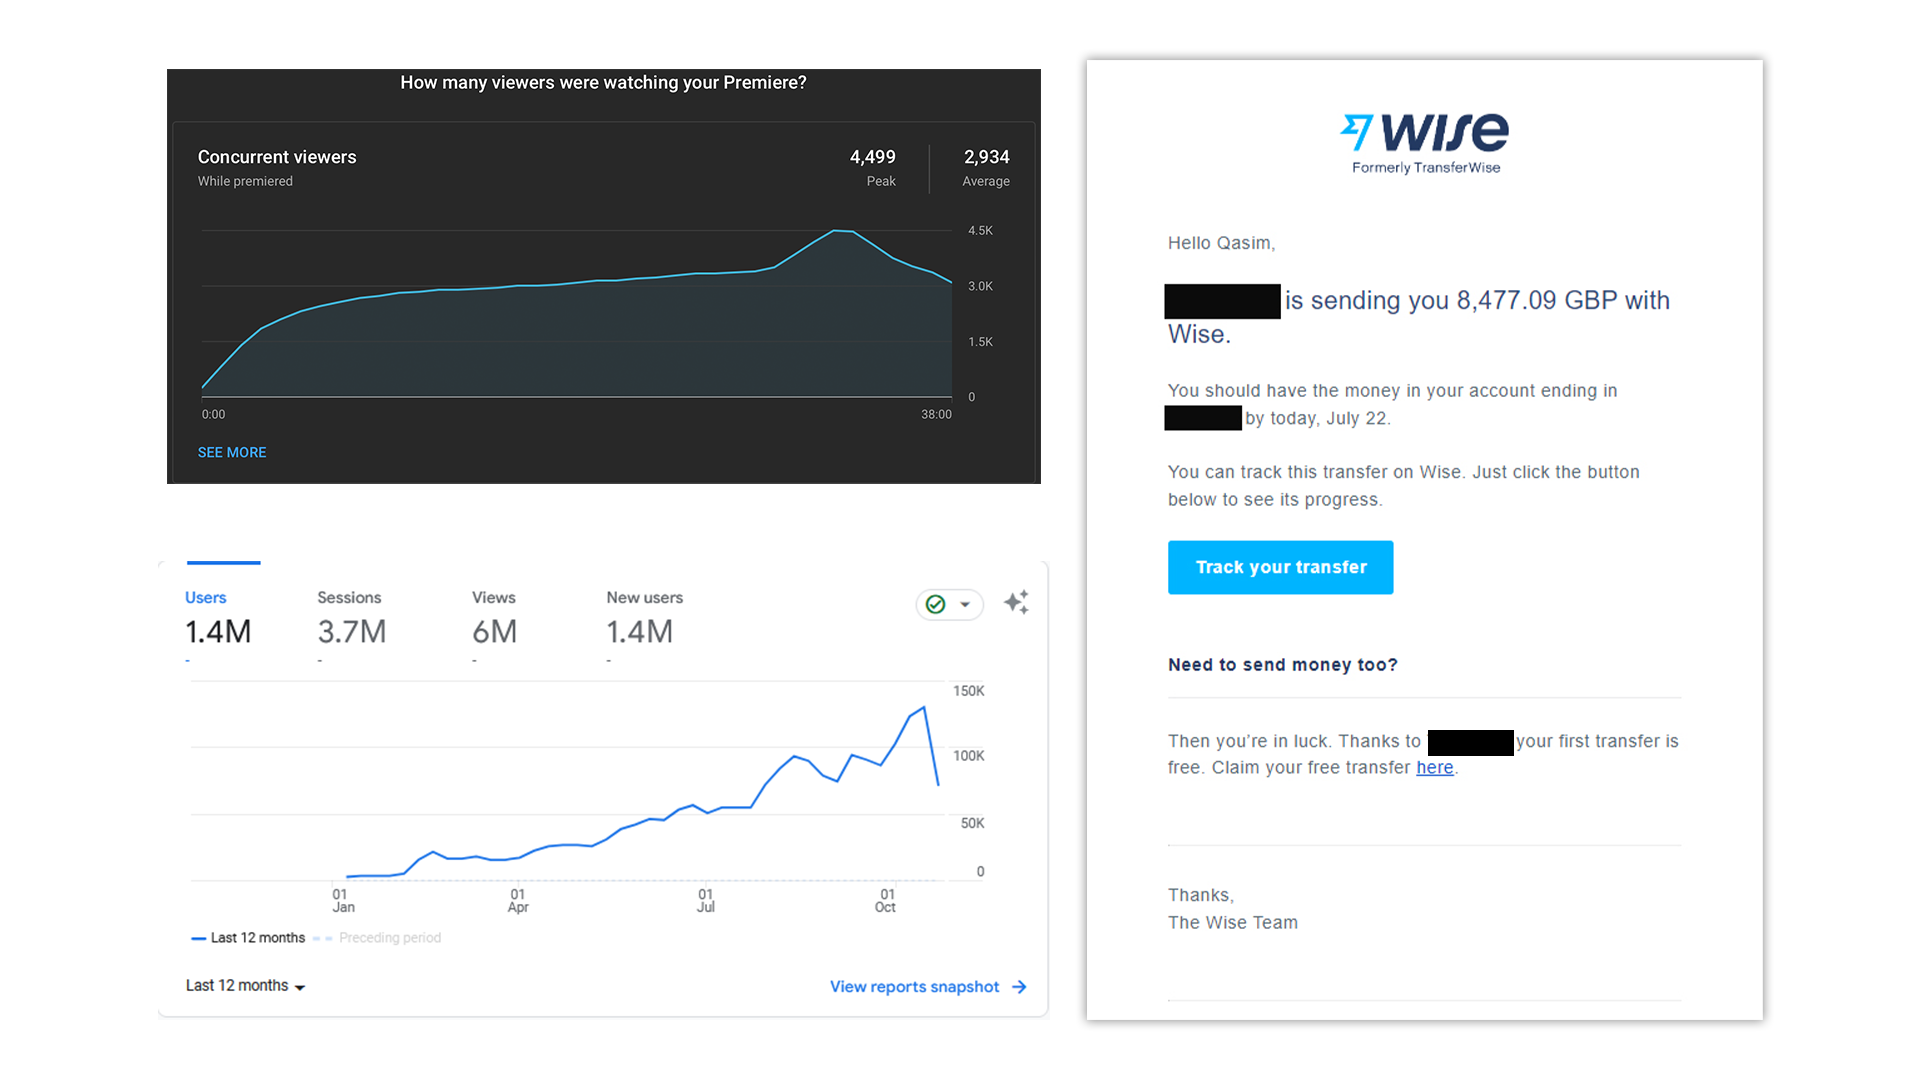 How many viewers were watching your Premiere?
Concurrent viewers
While premiered
4,499
Peak
2,934
Average
4.5K
3.0K
1.5K
0
0:00
38:00
SEE MORE
Users
1.4M
-
Sessions
3.7M
-
Views
6M
-
New users
1.4M
-
150K
100K
50K
0
01
Jan
01
Apr
01
Jul
01
Oct
Last 12 months
Preceding period
Last 12 months
View reports snapshot
wise
Formerly TransferWise
Hello Qasim,
is sending you 8,477.09 GBP with
Wise.
You should have the money in your account ending in
by today, July 22.
You can track this transfer on Wise. Just click the button
below to see its progress.
Track your transfer
Need to send money too?
Then you’re in luck. Thanks to your first transfer is
free. Claim your free transfer here.
Thanks,
The Wise Team